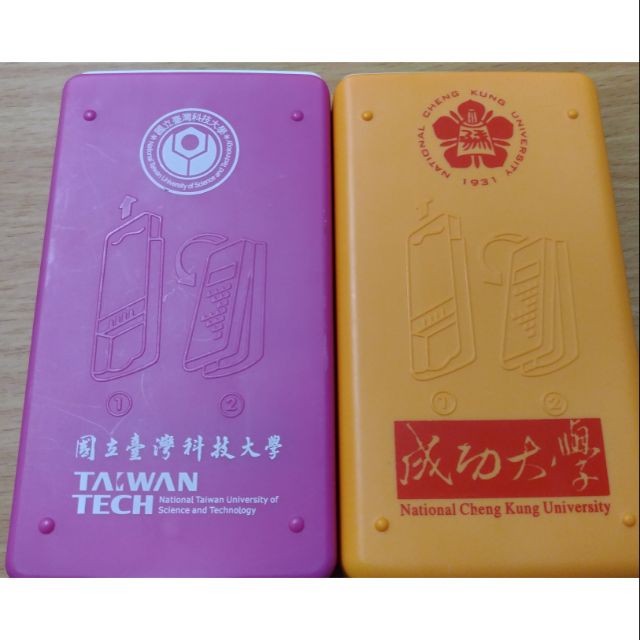 國立臺灣科技大學
National Taiwan University of Science and Technology
①
②
國立臺灣科技大學
TAIWAN
TECH
National Taiwan University of
Science and Technology
NATIONAL CHENG KUNG UNIVERSITY
1931
①
②
成功大學
National Cheng Kung University